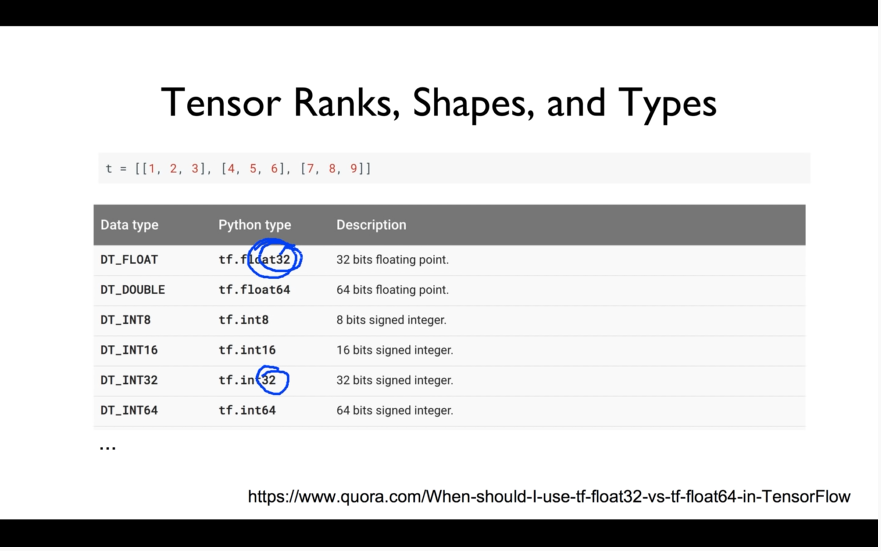 Tensor Ranks, Shapes, and Types
t = [[1, 2, 3], [4, 5, 6], [7, 8, 9]]
Data type Python type Description
DT_FLOAT tf.float32 32 bits floating point.
DT_DOUBLE tf.float64 64 bits floating point.
DT_INT8 tf.int8 8 bits signed integer.
DT_INT16 tf.int16 16 bits signed integer.
DT_INT32 tf.int32 32 bits signed integer.
DT_INT64 tf.int64 64 bits signed integer.
...
https://www.quora.com/When-should-I-use-tf-float32-vs-tf-float64-in-TensorFlow